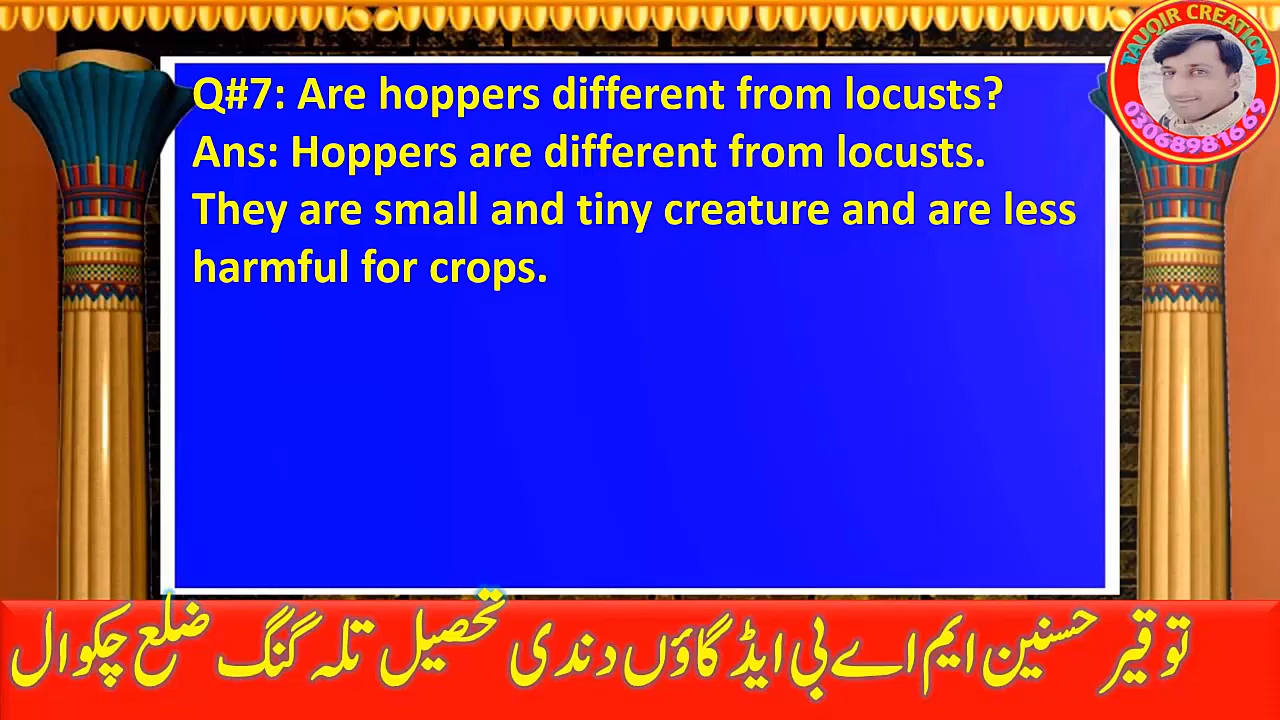 Q#7: Are hoppers different from locusts?
Ans: Hoppers are different from locusts.
They are small and tiny creature and are less
harmful for crops.
TAUQIR CREATION
03068981669
توقیر حسنین ایم اے بی ایڈ گاؤں دندی تحصیل تلہ گنگ ضلع چکوال